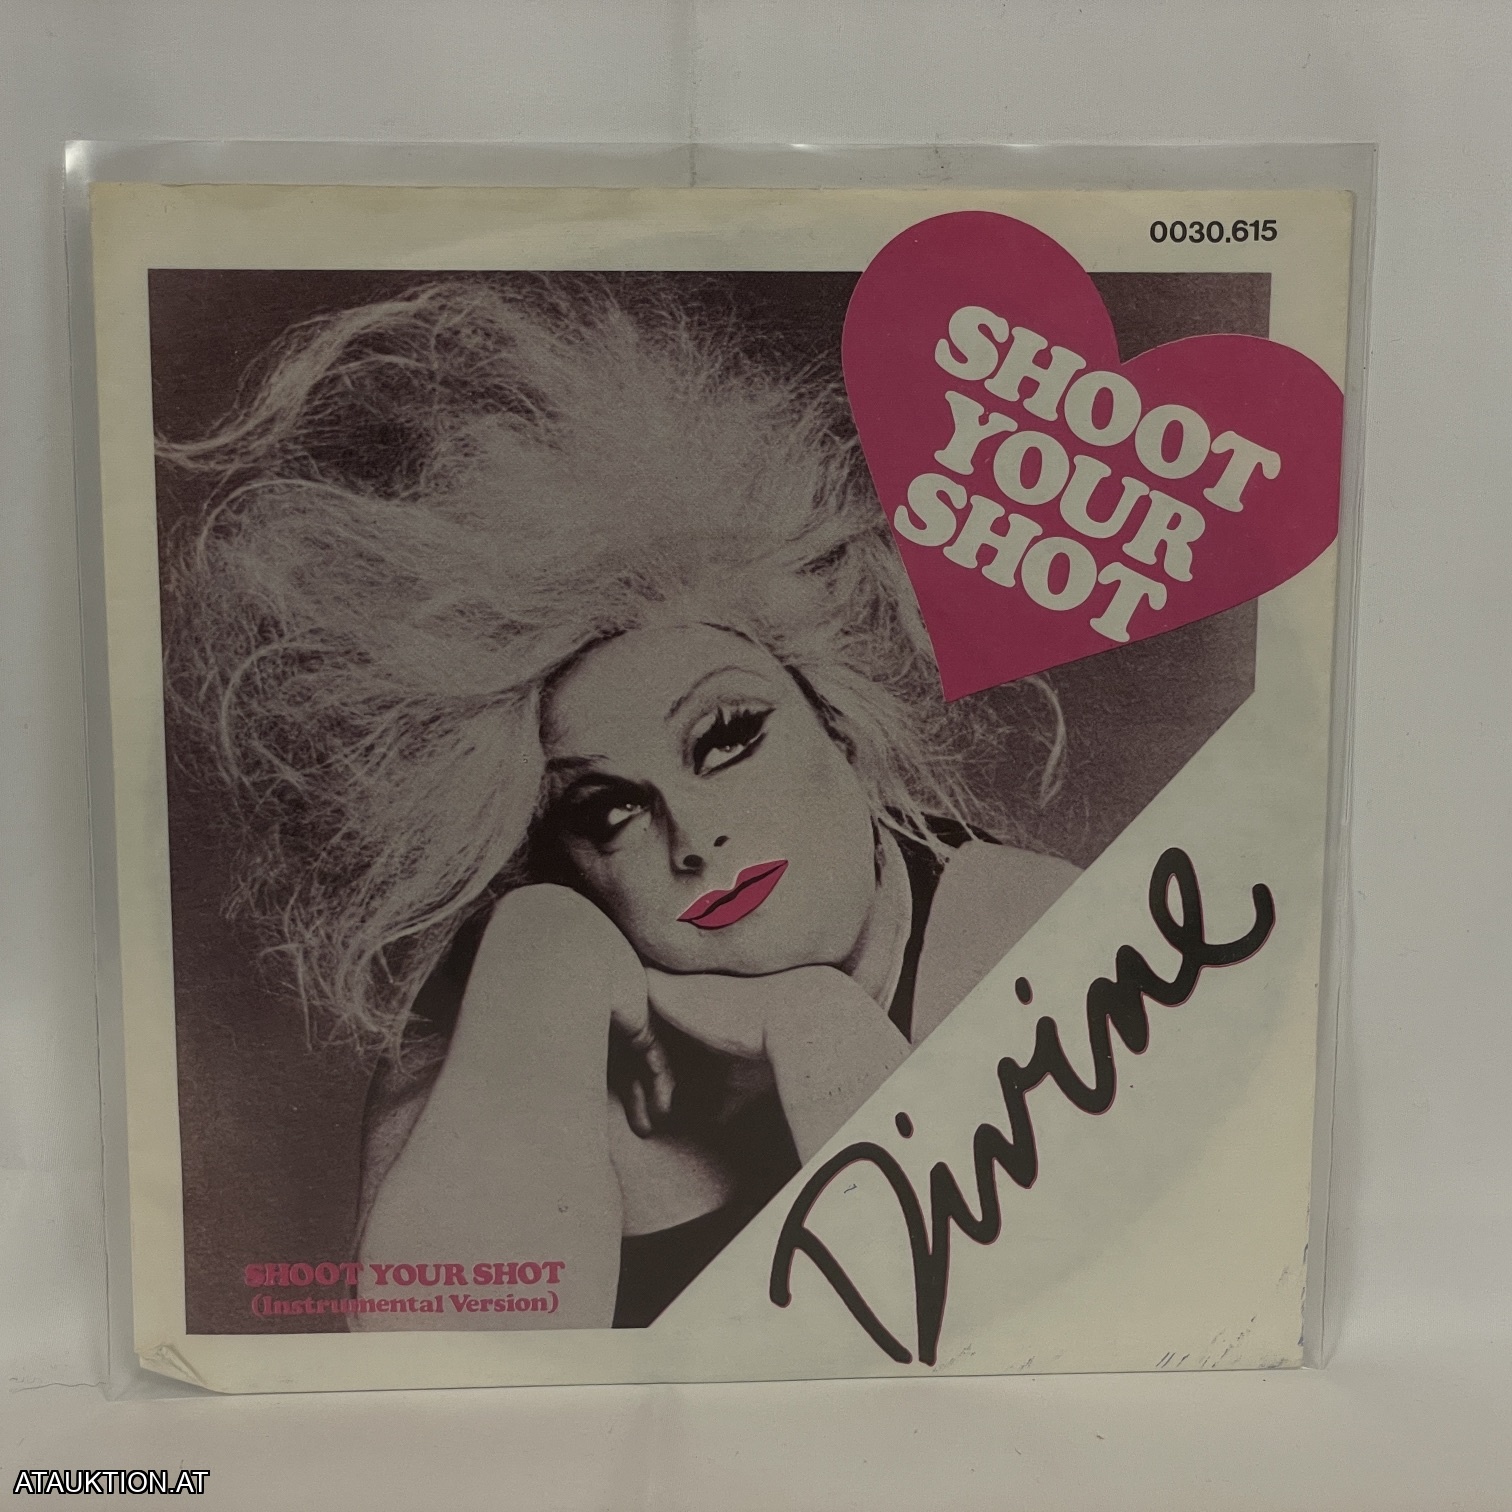 0030.615
SHOOT
YOUR
SHOT
Divine
SHOOT YOUR SHOT
(Instrumental Version)
ATAUKTION.AT